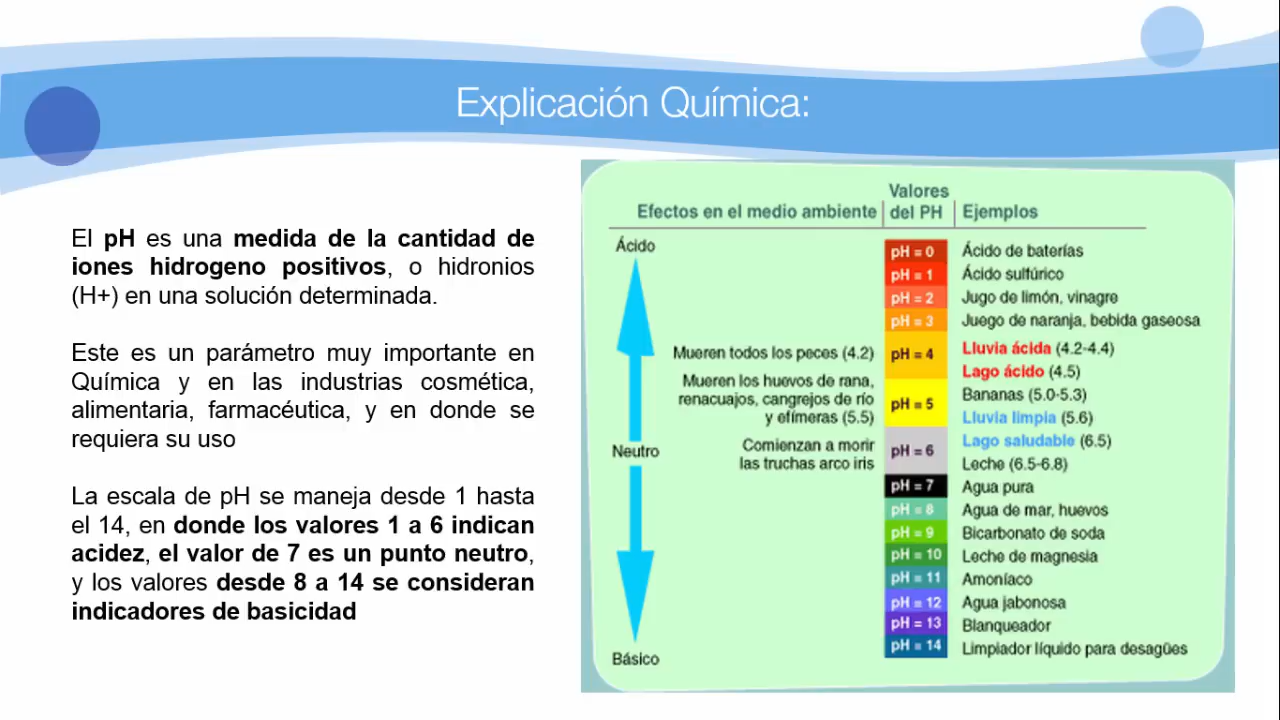 Explicación Química:
El pH es una medida de la cantidad de
iones hidrogeno positivos, o hidronios
(H+) en una solución determinada.
Este es un parámetro muy importante en
Química y en las industrias cosmética,
alimentaria, farmacéutica, y en donde se
requiera su uso
La escala de pH se maneja desde 1 hasta
el 14, en donde los valores 1 a 6 indican
acidez, el valor de 7 es un punto neutro,
y los valores desde 8 a 14 se consideran
indicadores de basicidad
Valores
Efectos en el medio ambiente del PH Ejemplos
Ácido
pH = 0 Ácido de baterías
pH = 1 Ácido sulfúrico
pH = 2 Jugo de limón, vinagre
pH = 3 Juego de naranja, bebida gaseosa
Mueren todos los peces (4.2) pH = 4 Lluvia ácida (4.2-4.4)
Lago ácido (4.5)
Mueren los huevos de rana,
renacuajos, cangrejos de río
y efímeras (5.5)
pH = 5 Bananas (5.0-5.3)
Lluvia limpia (5.6)
Neutro
Comienzan a morir
las truchas arco iris
pH = 6 Lago saludable (6.5)
Leche (6.5-6.8)
pH = 7 Agua pura
pH = 8 Agua de mar, huevos
pH = 9 Bicarbonato de soda
pH = 10 Leche de magnesia
pH = 11 Amoníaco
pH = 12 Agua jabonosa
pH = 13 Blanqueador
pH = 14 Limpiador líquido para desagües
Básico